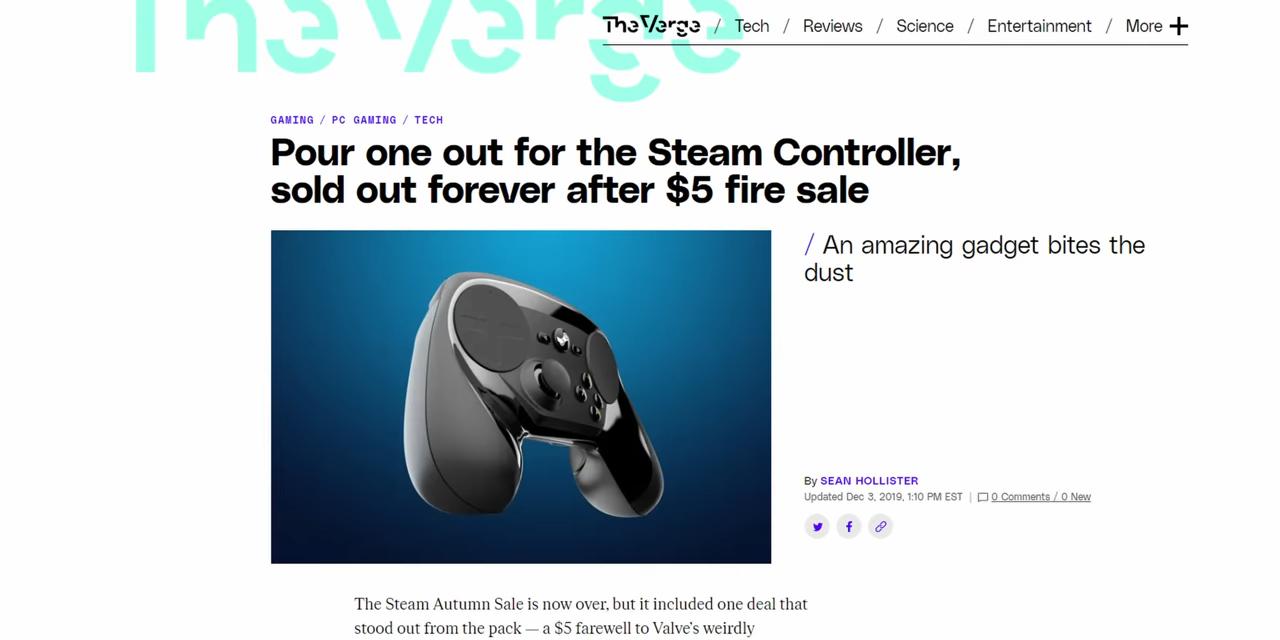 The Verge
The Verge / Tech / Reviews / Science / Entertainment / More
GAMING / PC GAMING / TECH
Pour one out for the Steam Controller,
sold out forever after $5 fire sale
/ An amazing gadget bites the
dust
By SEAN HOLLISTER
Updated Dec 3, 2019, 1:10 PM EST | 0 Comments / 0 New
The Steam Autumn Sale is now over, but it included one deal that
stood out from the pack — a $5 farewell to Valve's weirdly